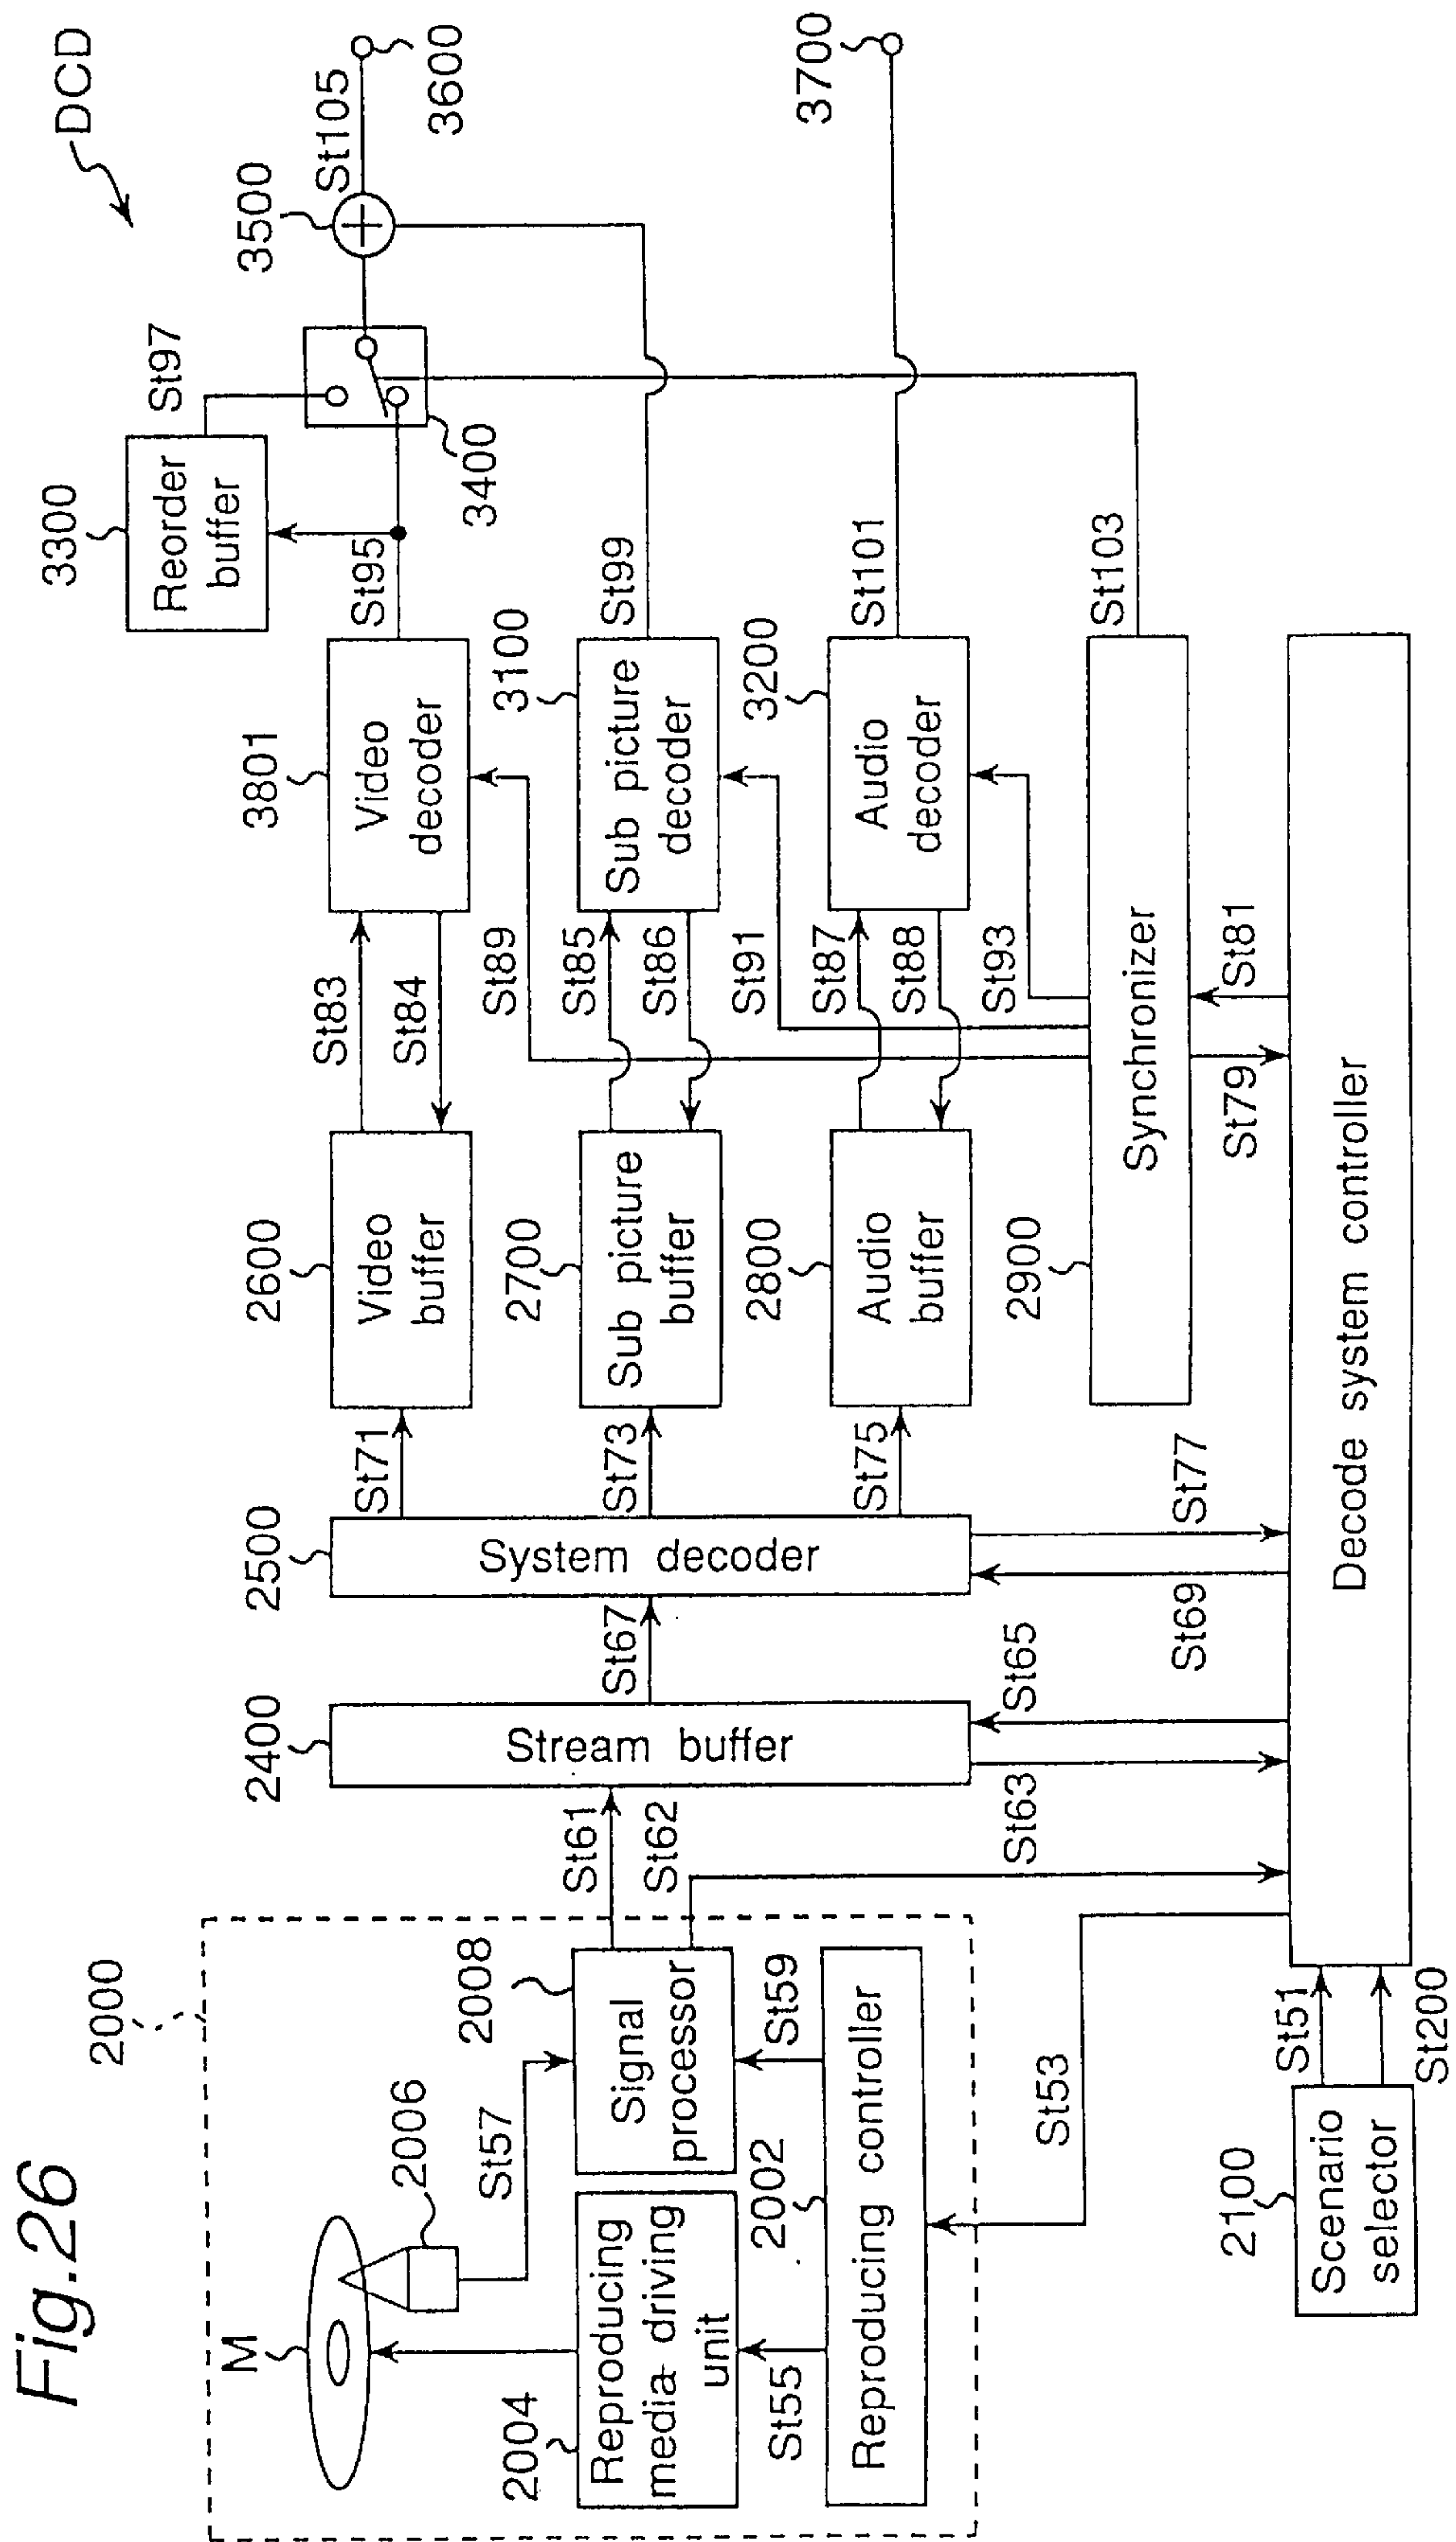 Fig.26
DCD
2000
M
2006
St57
2008
Signal
processor
2004
Reproducing
media driving
unit
St55
2002
St59
Reproducing controller
St53
St61
St62
2400
Stream buffer
St63
St65
St67
2500
System decoder
St69
St77
St71
St73
St75
2600
Video
buffer
2700
Sub picture
buffer
2800
Audio
buffer
St83
St84
St89
St85
St86
St91
St87
St88
St93
3801
Video
decoder
3100
Sub picture
decoder
3200
Audio
decoder
2900
Synchronizer
St79
St81
St95
St99
St101
St103
3300
Reorder
buffer
St97
3400
3500
St105
3600
3700
2100
Scenario
selector
St51
St200
Decode system controller